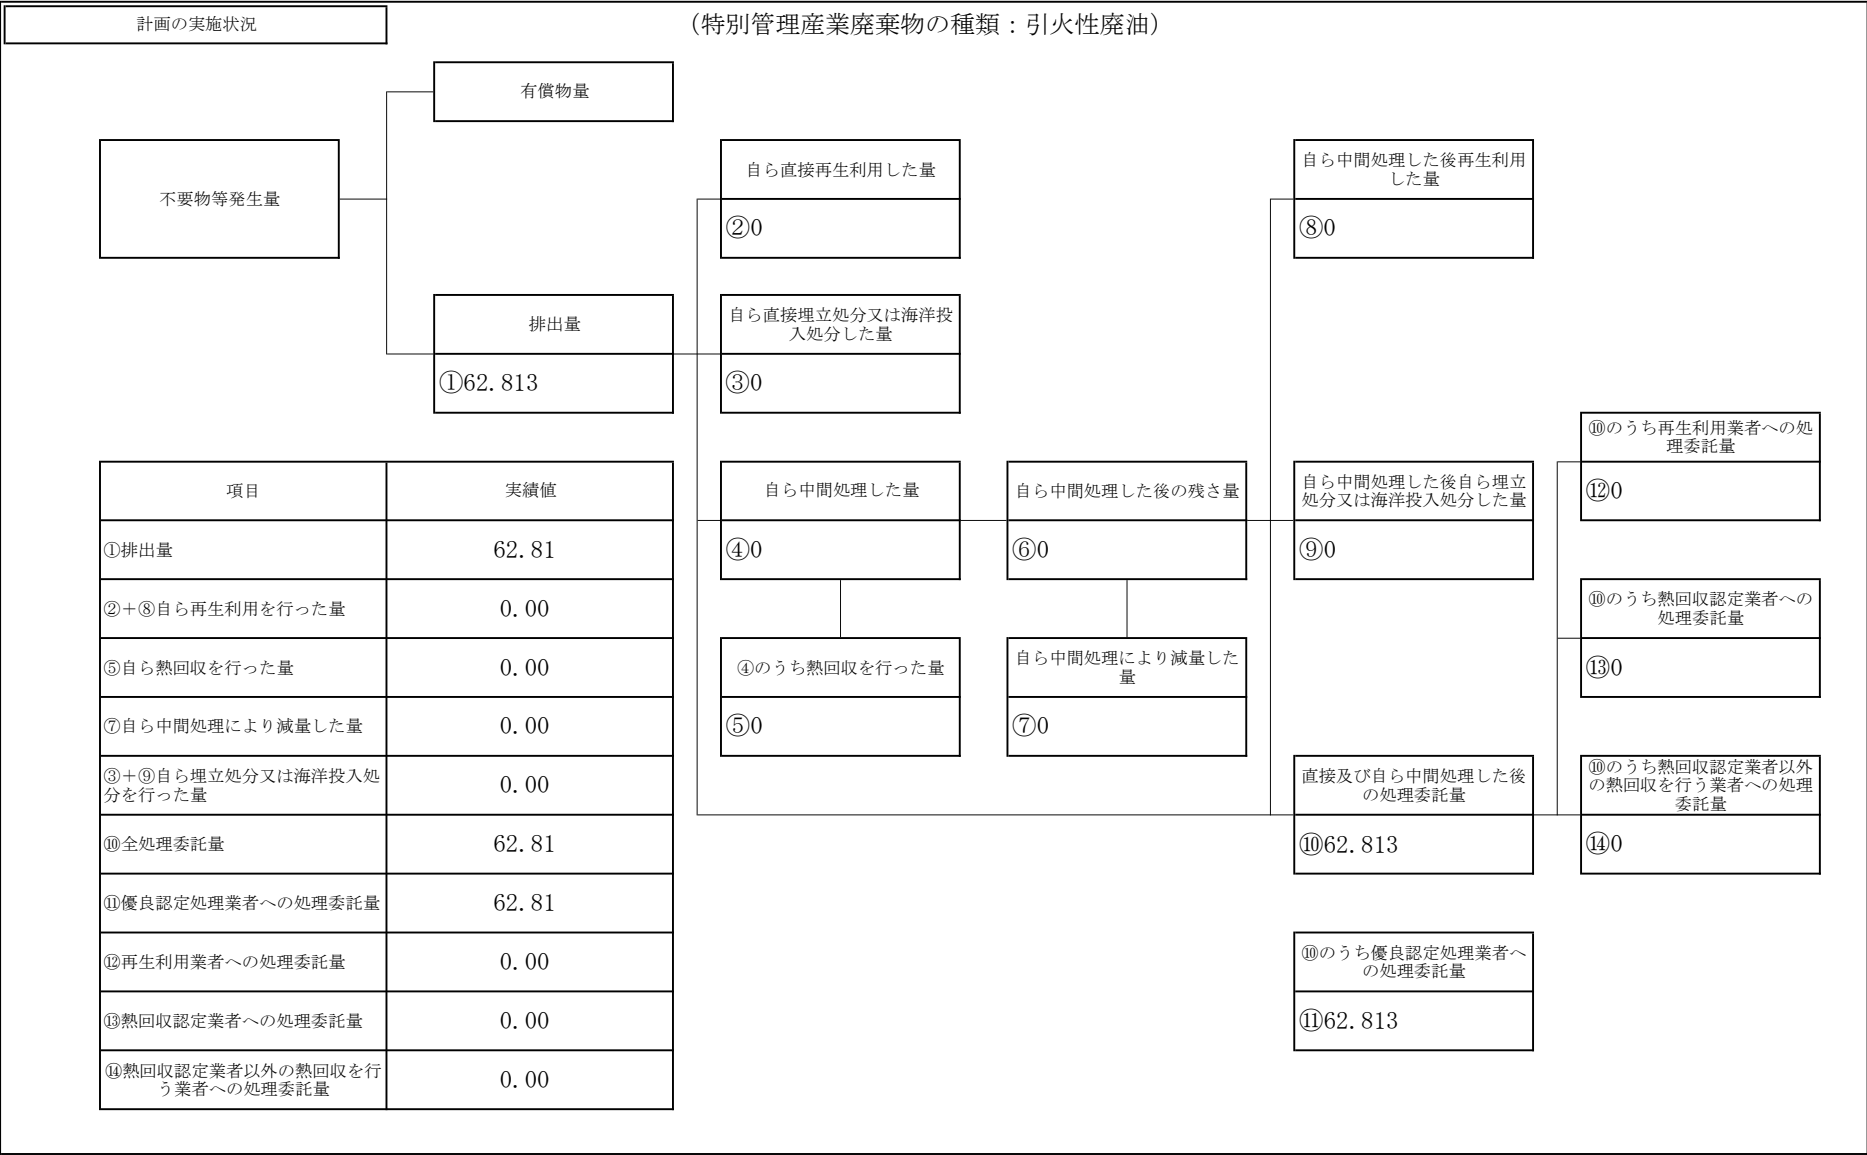 計画の実施状況
（特別管理産業廃棄物の種類：引火性廃油）
有償物量
不要物等発生量
排出量
①62.813
自ら直接再生利用した量
②0
自ら直接埋立処分又は海洋投
入処分した量
③0
自ら中間処理した量
④0
④のうち熱回収を行った量
⑤0
自ら中間処理した後の残さ量
⑥0
自ら中間処理により減量した
量
⑦0
自ら中間処理した後再生利用
した量
⑧0
自ら中間処理した後自ら埋立
処分又は海洋投入処分した量
⑨0
直接及び自ら中間処理した後
の処理委託量
⑩62.813
⑩のうち優良認定処理業者へ
の処理委託量
⑪62.813
⑩のうち再生利用業者への処
理委託量
⑫0
⑩のうち熱回収認定業者への
処理委託量
⑬0
⑩のうち熱回収認定業者以外
の熱回収を行う業者への処理
委託量
⑭0
項目 実績値
①排出量 62.81
②＋⑧自ら再生利用を行った量 0.00
⑤自ら熱回収を行った量 0.00
⑦自ら中間処理により減量した量 0.00
③＋⑨自ら埋立処分又は海洋投入処
分を行った量 0.00
⑩全処理委託量 62.81
⑪優良認定処理業者への処理委託量 62.81
⑫再生利用業者への処理委託量 0.00
⑬熱回収認定業者への処理委託量 0.00
⑭熱回収認定業者以外の熱回収を行
う業者への処理委託量 0.00